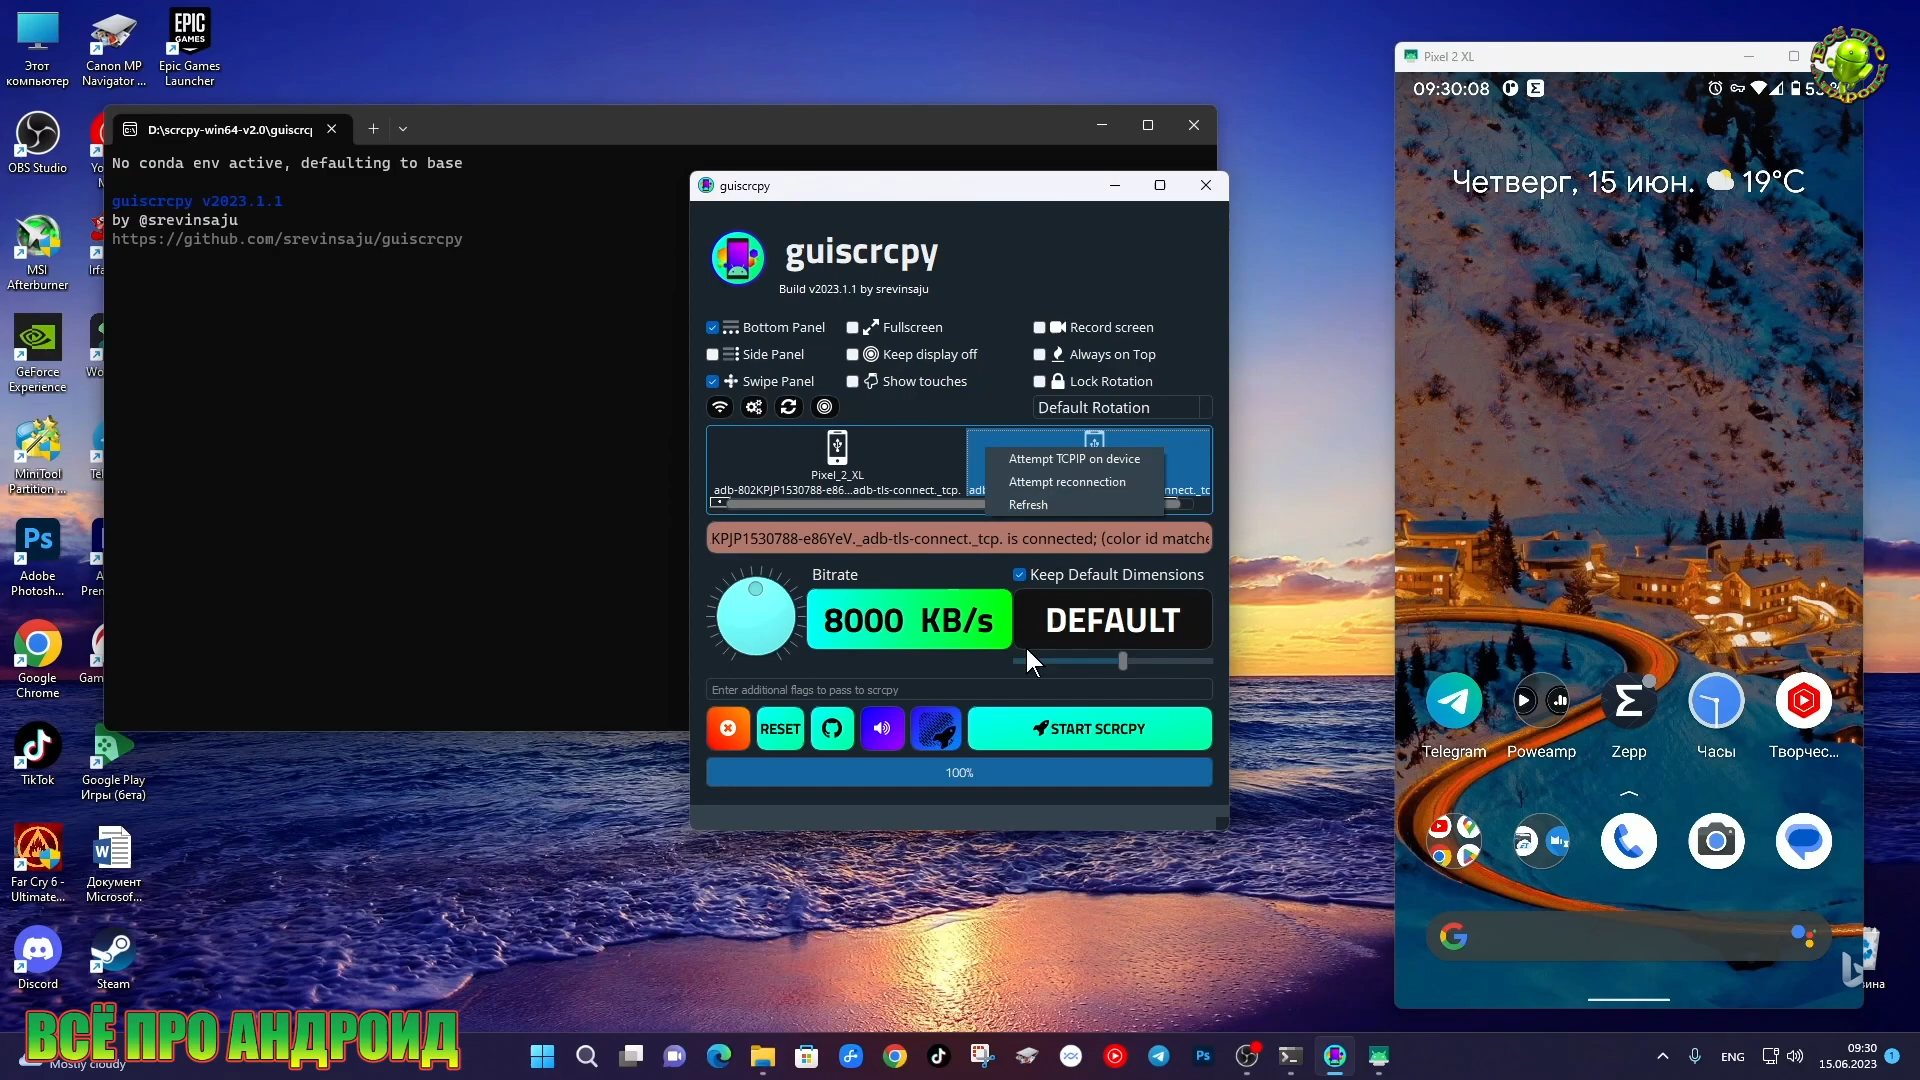 Этот
компьютер
Canon MP
Navigator ...
EPIC
GAMES
Epic Games
Launcher
OBS Studio
MSI
Afterburner
GeForce
Experience
MiniTool
Partition ...
Ps
Adobe
Photosh...
Google
Chrome
TikTok
Google Play
Игры (бета)
Far Cry 6 -
Ultimate...
Документ
Microsof...
Discord
Steam
D:\scrcpy-win64-v2.0\guiscrc
No conda env active, defaulting to base
guiscrcpy v2023.1.1
by @srevinsaju
https://github.com/srevinsaju/guiscrcpy
guiscrcpy
guiscrcpy
Build v2023.1.1 by srevinsaju
Bottom Panel
Fullscreen
Record screen
Side Panel
Keep display off
Always on Top
Swipe Panel
Show touches
Lock Rotation
Default Rotation
Pixel_2_XL
adb-802KPJP1530788-e86...adb-tls-connect._tcp.
Attempt TCPIP on device
Attempt reconnection
Refresh
KPJP1530788-e86YeV._adb-tls-connect._tcp. is connected; (color id matche
Bitrate
Keep Default Dimensions
8000 KB/s
DEFAULT
Enter additional flags to pass to scrcpy
RESET
START SCRCPY
100%
Pixel 2 XL
09:30:08
Четверг, 15 июн.
19°C
Telegram
Poweamp
Zepp
Часы
Творчес...
Всё про
Андроид
ВСЁ ПРО АНДРОИД
Mostly cloudy
Ps
ENG
09:30
15.06.2023
1